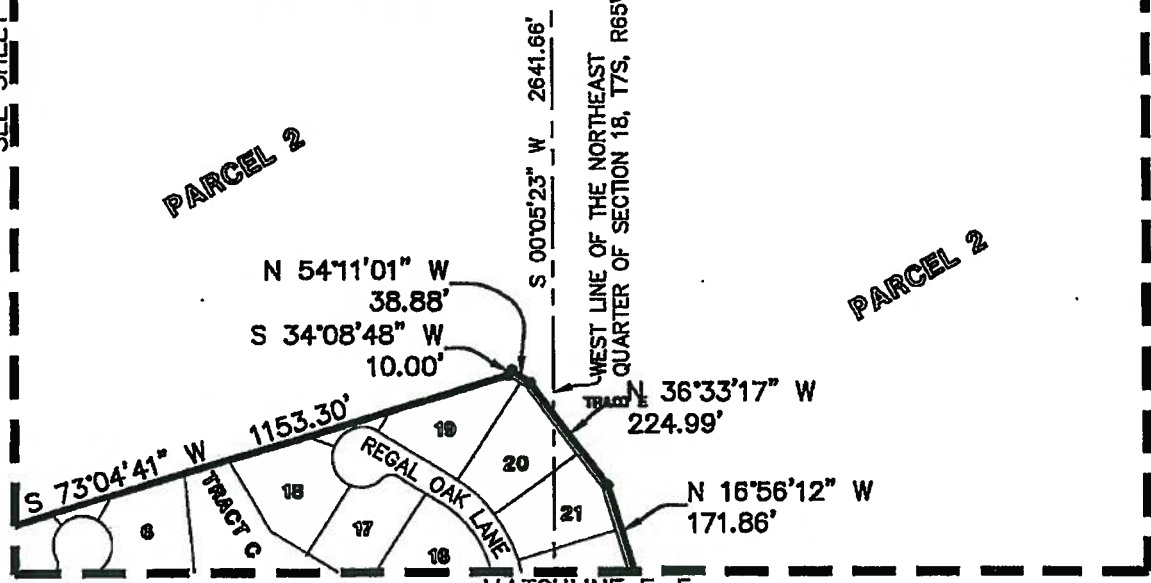 PARCEL 2
S 00°05'23" W 2641.66'
WEST LINE OF THE NORTHEAST
QUARTER OF SECTION 18, T7S,
PARCEL 2
N 54°11'01" W
38.88'
S 34°08'48" W
10.00'
N 36°33'17" W
224.99'
S 73°04'41" W 1153.30'
19
REGAL OAK LANE
20
N 16°56'12" W
171.86'
TRACT C
18
21
6
17
16